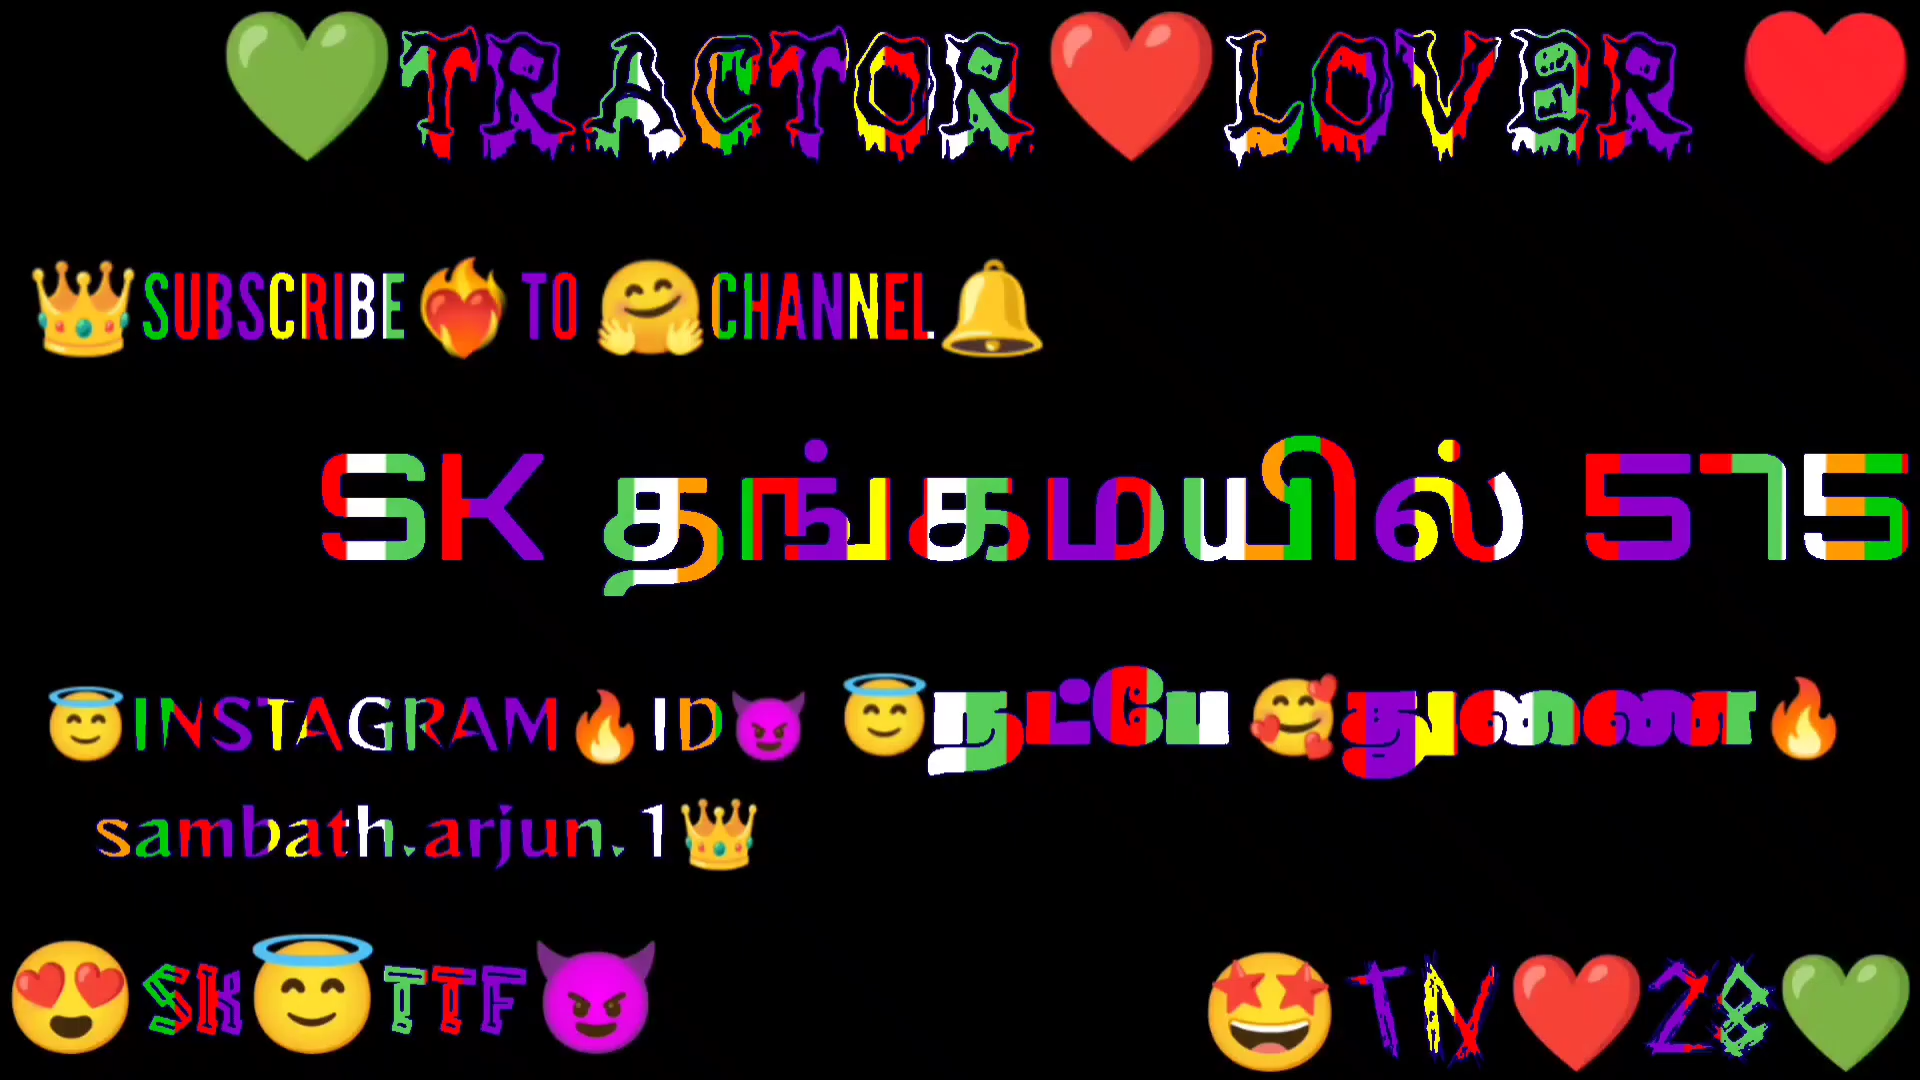 💚TRACTOR❤️LOVER ♥️
👑SUBSCRIBE❤️‍🔥TO 🤗CHANNEL🔔
SK தங்கமயில் 575
😇INSTAGRAM🔥ID😈 😇நட்பே 🥰துணை🔥
sambath.arjun.1👑
😍SK😇TTF😈 🤩TN❤️28💚